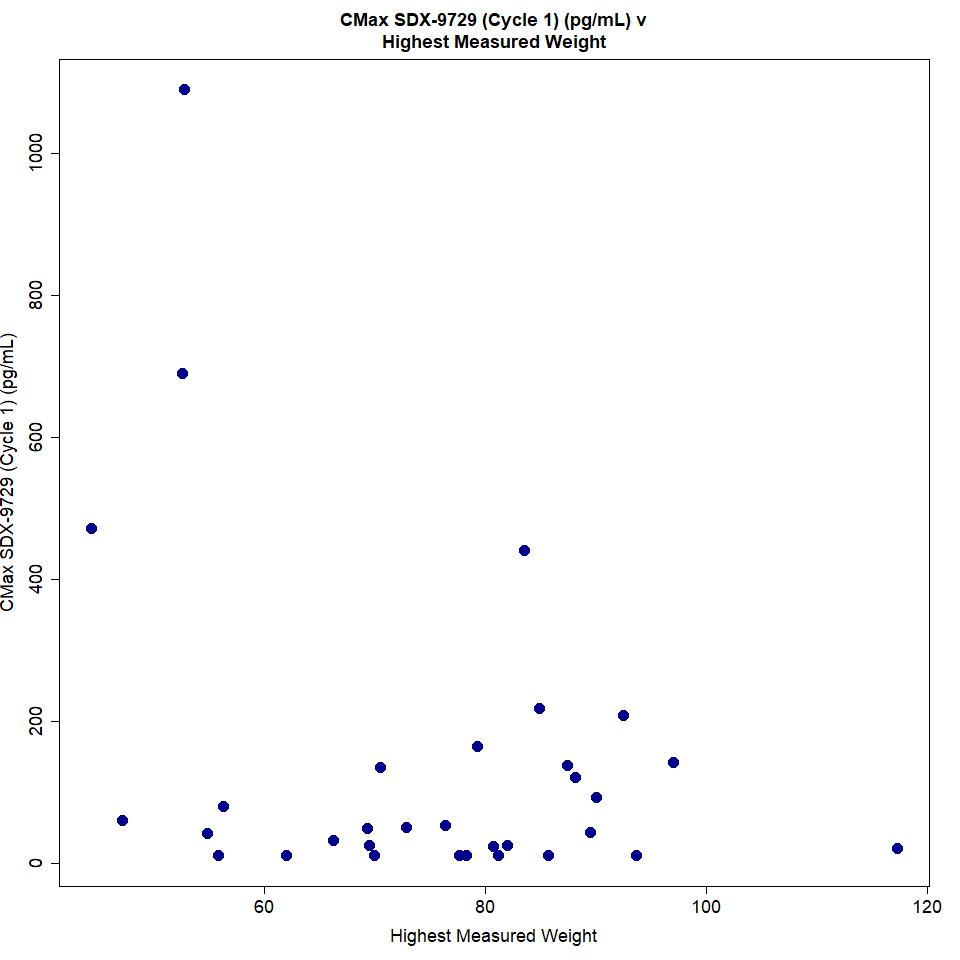 CMax SDX-9729 (Cycle 1) (pg/mL) v
Highest Measured Weight
1000
800
600
400
200
0
CMax SDX-9729 (Cycle 1) (pg/mL)
60 80 100 120
Highest Measured Weight